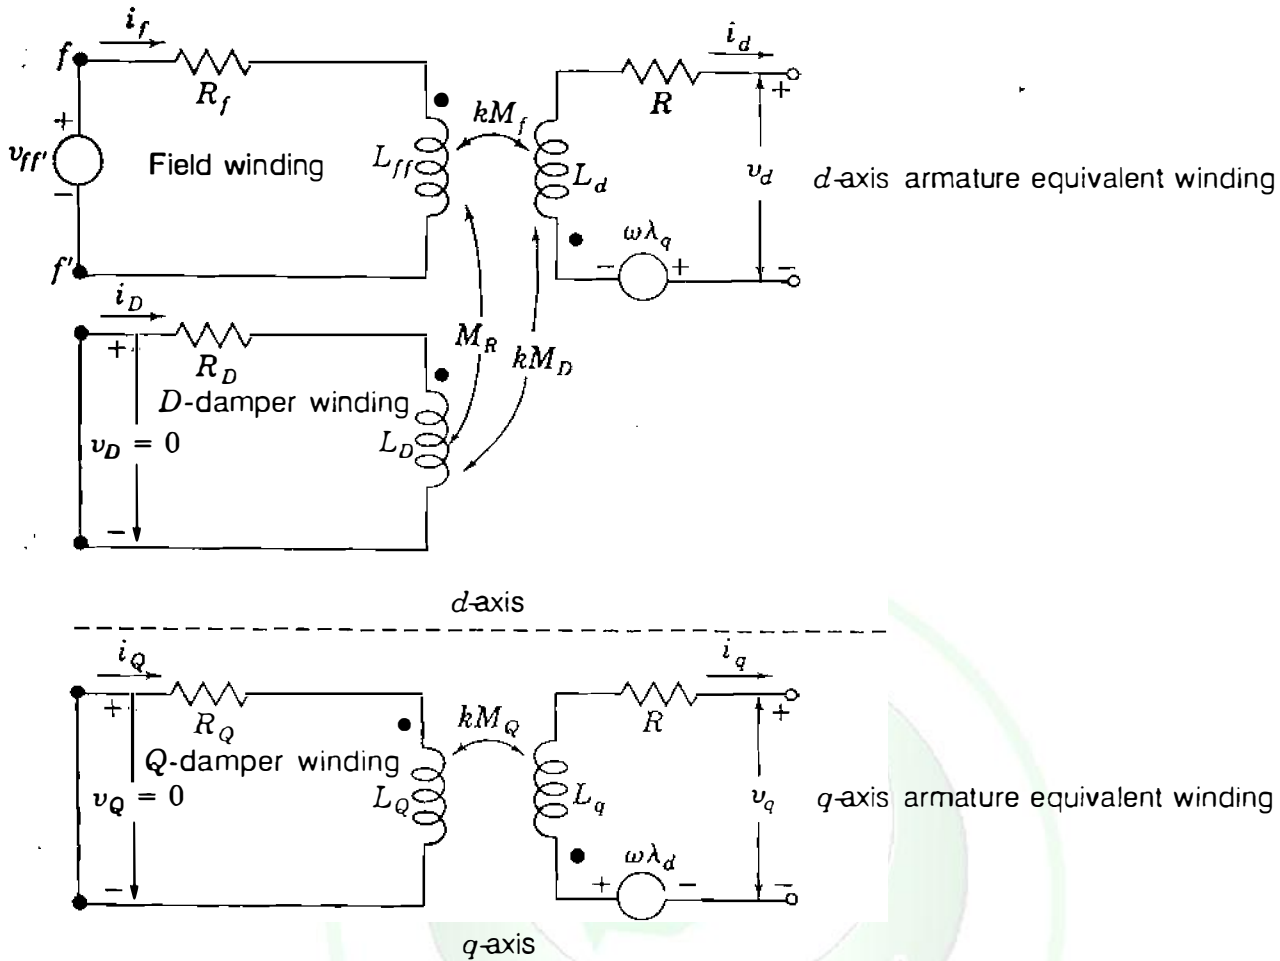 i_f
f
R_f
+
v_ff'
−
Field winding
L_ff
kM_f
f'
i_d
R
+
L_d
v_d
d-axis armature equivalent winding
ωλ_q
− +
−
i_D
+
R_D
M_R
kM_D
D-damper winding
v_D = 0
L_D
−
d-axis
i_Q
+
R_Q
kM_Q
Q-damper winding
v_Q = 0
L_Q
−
i_q
R
+
L_q
v_q
q-axis armature equivalent winding
ωλ_d
+ −
−
q-axis